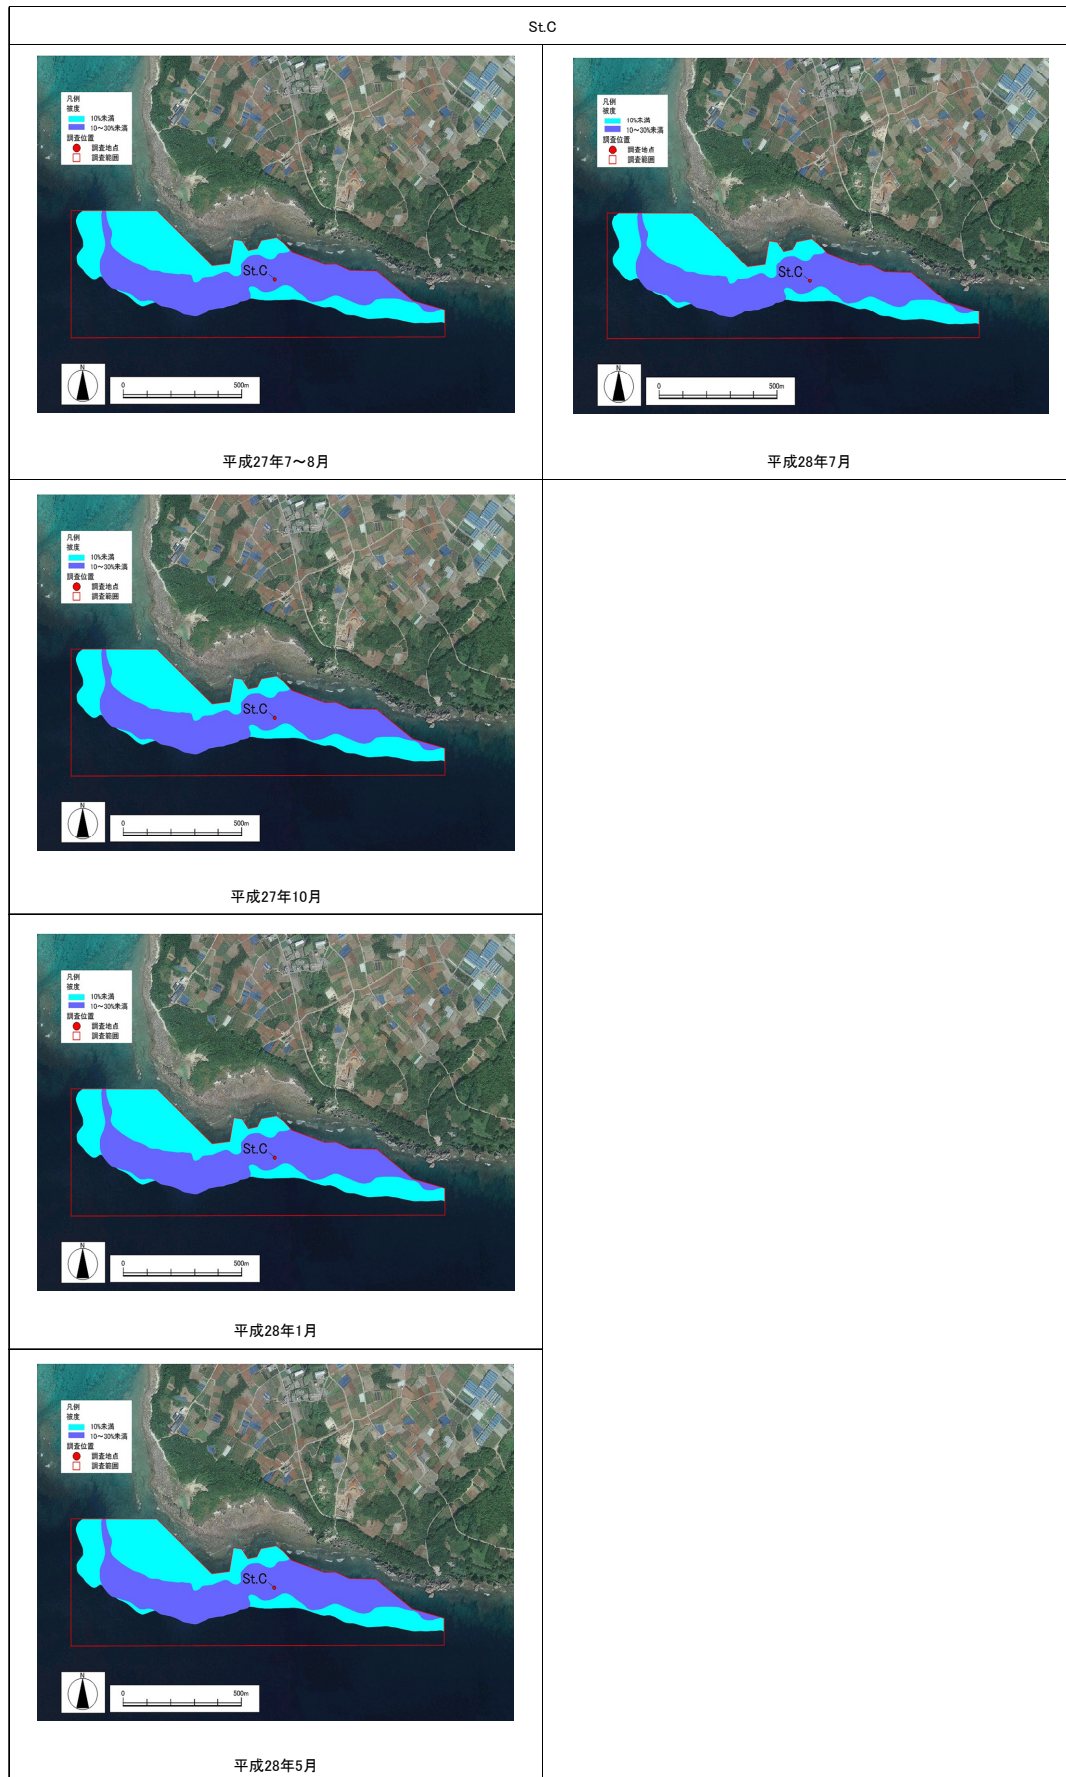 St.C
凡例
被度
10%未満
10～30%未満
調査位置
調査地点
調査範囲
St.C
N
0 500m
平成27年7～8月
凡例
被度
10%未満
10～30%未満
調査位置
調査地点
調査範囲
St.C
N
0 500m
平成28年7月
凡例
被度
10%未満
10～30%未満
調査位置
調査地点
調査範囲
St.C
N
0 500m
平成27年10月
凡例
被度
10%未満
10～30%未満
調査位置
調査地点
調査範囲
St.C
N
0 500m
平成28年1月
凡例
被度
10%未満
10～30%未満
調査位置
調査地点
調査範囲
St.C
N
0 500m
平成28年5月